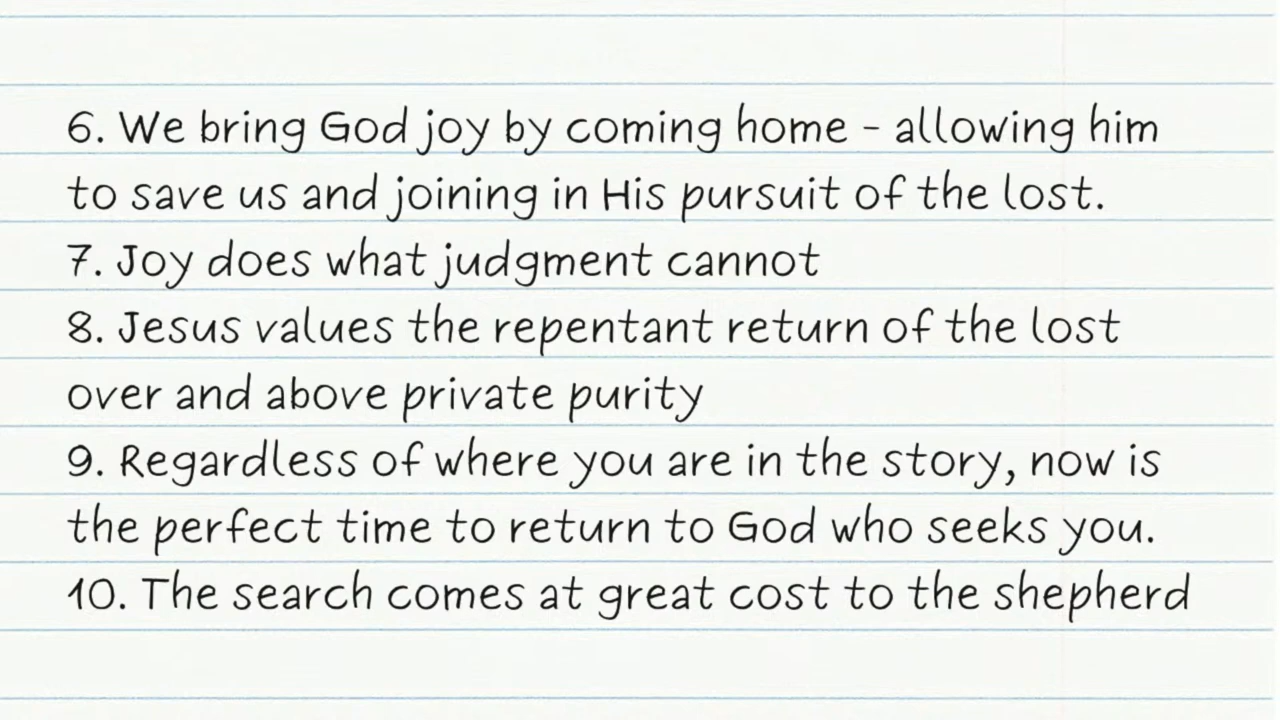 6. We bring God joy by coming home - allowing him
to save us and joining in His pursuit of the lost.
7. Joy does what judgment cannot
8. Jesus values the repentant return of the lost
over and above private purity
9. Regardless of where you are in the story, now is
the perfect time to return to God who seeks you.
10. The search comes at great cost to the shepherd